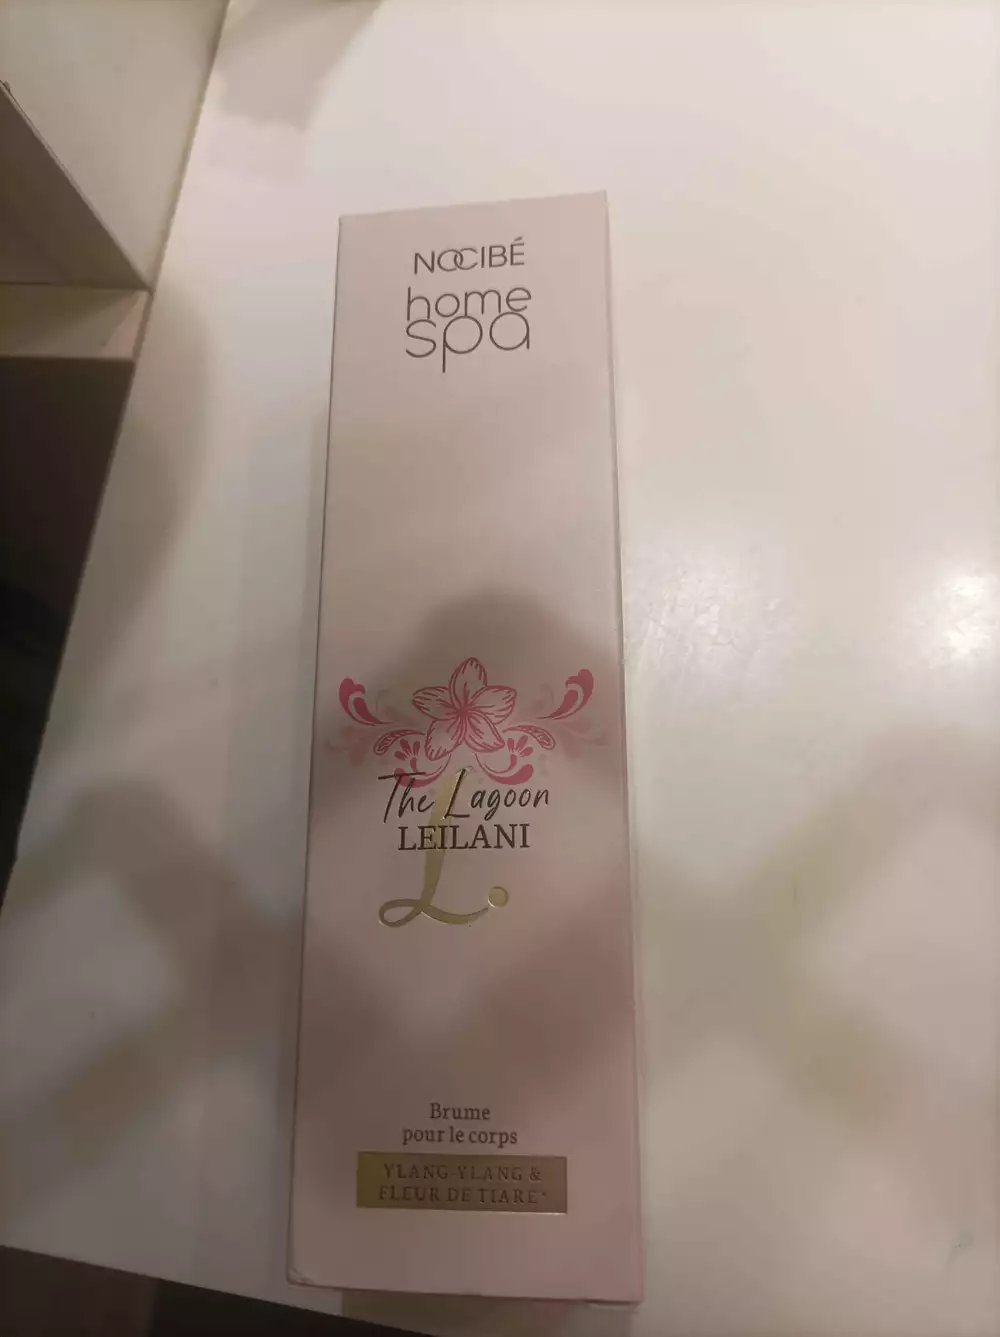 NOCIBÉ
home
spa
The Lagoon
LEILANI
L.
Brume
pour le corps
YLANG-YLANG &
FLEUR DE TIARE*